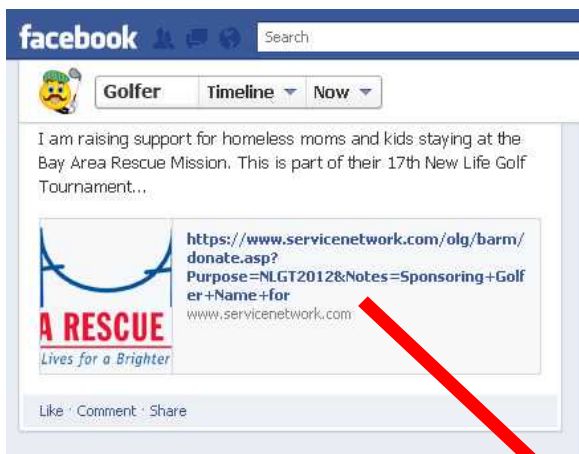 facebook
Search
Golfer Timeline Now
I am raising support for homeless moms and kids staying at the
Bay Area Rescue Mission. This is part of their 17th New Life Golf
Tournament...
https://www.servicenetwork.com/olg/barm/
donate.asp?
Purpose=NLGT2012&Notes=Sponsoring+Golf
er+Name+for
www.servicenetwork.com
A RESCUE
Lives for a Brighter
Like · Comment · Share